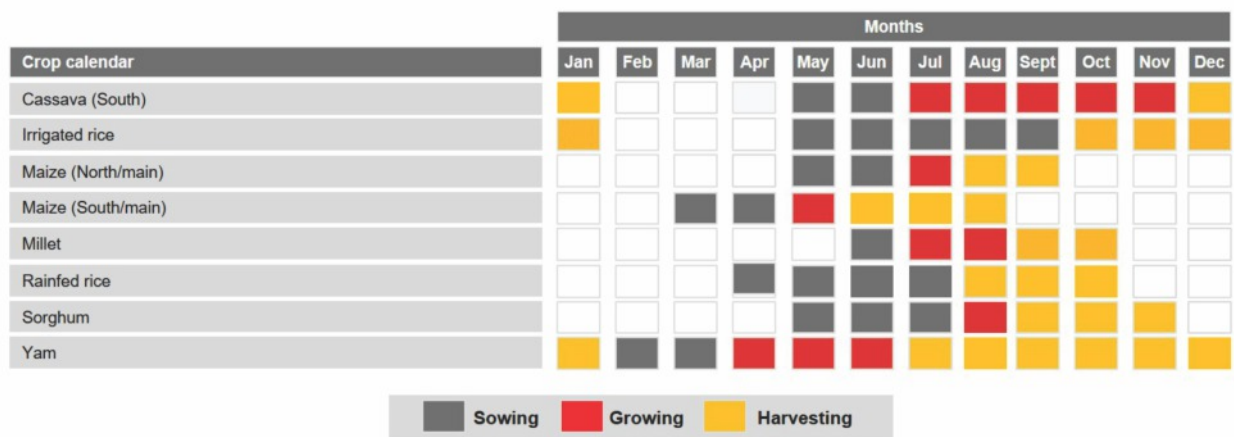 Months
Crop calendar Jan Feb Mar Apr May Jun Jul Aug Sept Oct Nov Dec
Cassava (South)
Irrigated rice
Maize (North/main)
Maize (South/main)
Millet
Rainfed rice
Sorghum
Yam
Sowing Growing Harvesting